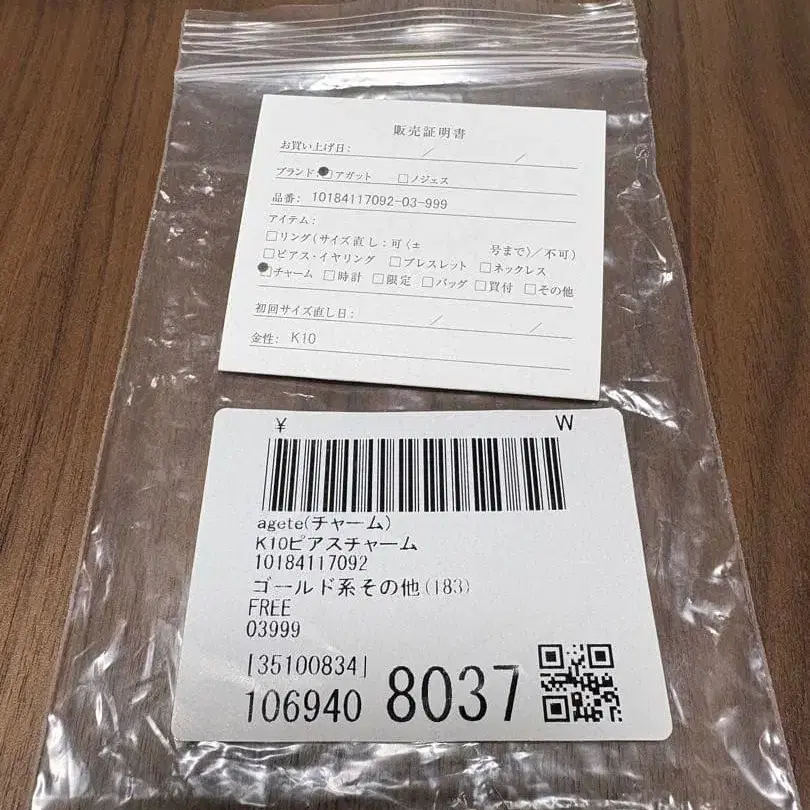 販売証明書
お買い上げ日: / /
ブランド ●アガット □ノジェス
品番: 10184117092-03-999
アイテム:
□リング(サイズ直し:可(± 号まで)/不可)
□ピアス・イヤリング □ブレスレット □ネックレス
●チャーム □時計 □限定 □バッグ □買付 □その他
初回サイズ直し日: / /
金性: K10
¥ W
agete(チャーム)
K10ピアスチャーム
10184117092
ゴールド系その他(183)
FREE
03999
[35100834]
106940 8037